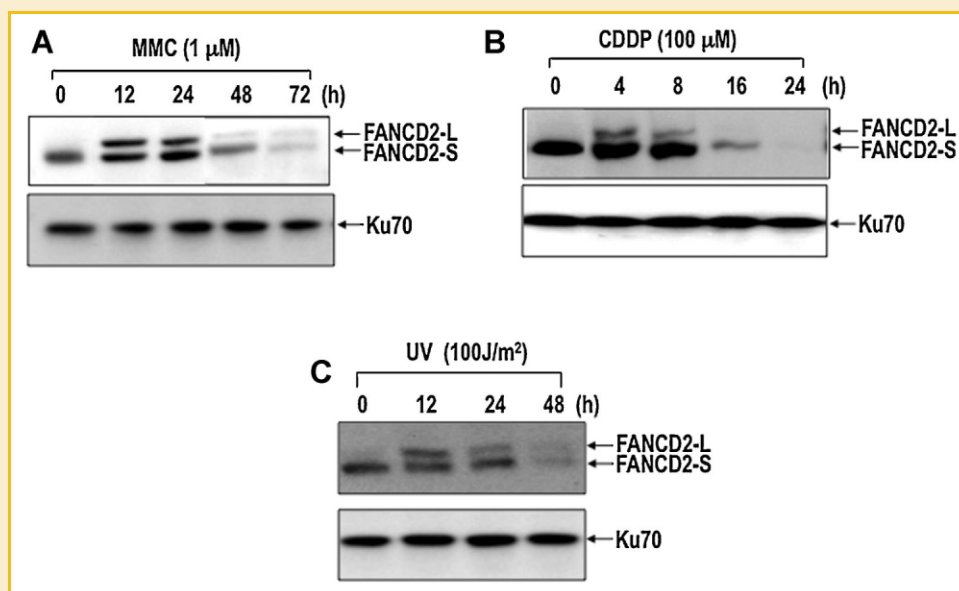 A
MMC (1 μM)
0 12 24 48 72 (h)
FANCD2-L
FANCD2-S
Ku70
B
CDDP (100 μM)
0 4 8 16 24 (h)
FANCD2-L
FANCD2-S
Ku70
C
UV (100J/m²)
0 12 24 48 (h)
FANCD2-L
FANCD2-S
Ku70